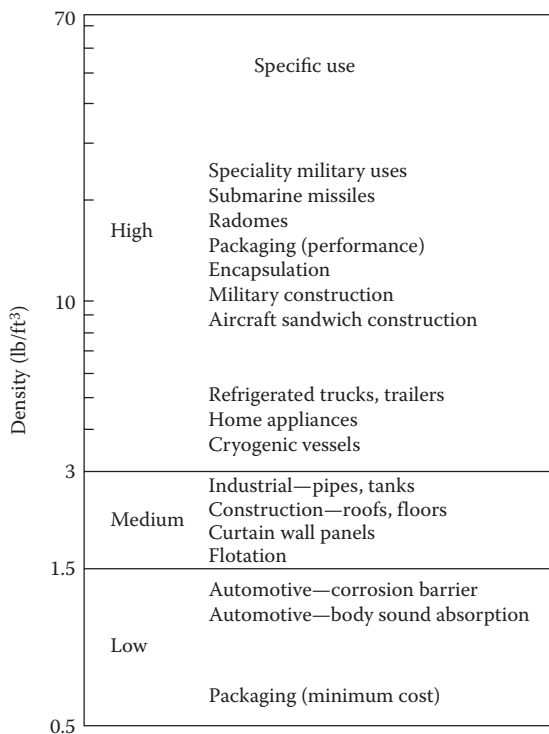 70
Specific use
Speciality military uses
Submarine missiles
Radomes
High
Packaging (performance)
Encapsulation
Military construction
10
Aircraft sandwich construction
Density (lb/ft³)
Refrigerated trucks, trailers
Home appliances
Cryogenic vessels
3
Industrial—pipes, tanks
Construction—roofs, floors
Medium
Curtain wall panels
Flotation
1.5
Automotive—corrosion barrier
Automotive—body sound absorption
Low
Packaging (minimum cost)
0.5